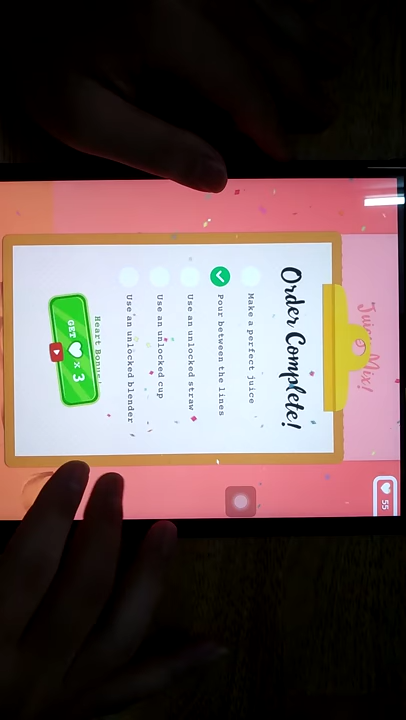 Juicy Mix!
55
Order Complete!
Make a perfect juice
Pour between the lines
Use an unlocked straw
Use an unlocked cup
Use an unlocked blender
Heart Bonus!
GET x 3